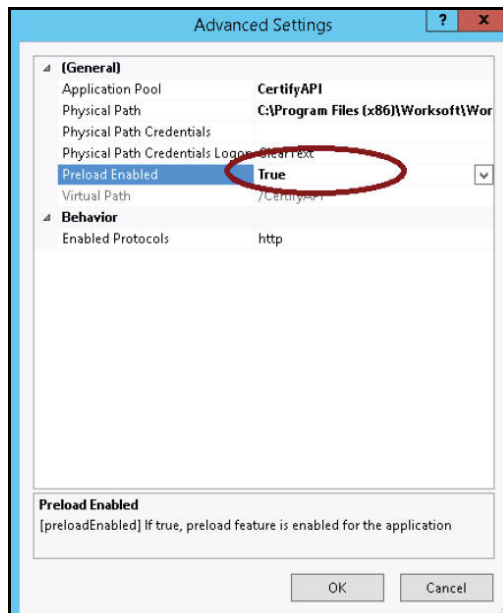 Advanced Settings
? x
(General)
Application Pool CertifyAPI
Physical Path C:\Program Files (x86)\Worksoft\Wor
Physical Path Credentials
Physical Path Credentials Logon ClearText
Preload Enabled True
Virtual Path /CertifyAPI
Behavior
Enabled Protocols http
Preload Enabled
[preloadEnabled] If true, preload feature is enabled for the application
OK Cancel